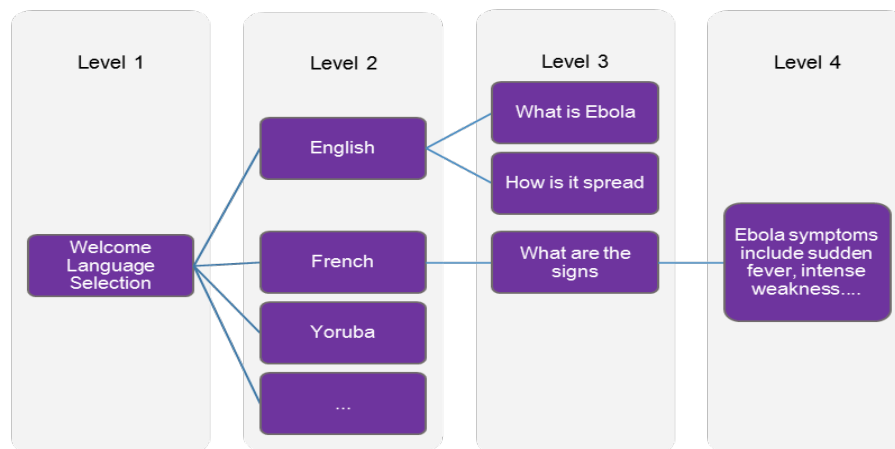 Level 1
Level 2
Level 3
Level 4
Welcome
Language
Selection
English
French
Yoruba
...
What is Ebola
How is it spread
What are the
signs
Ebola symptoms
include sudden
fever, intense
weakness....